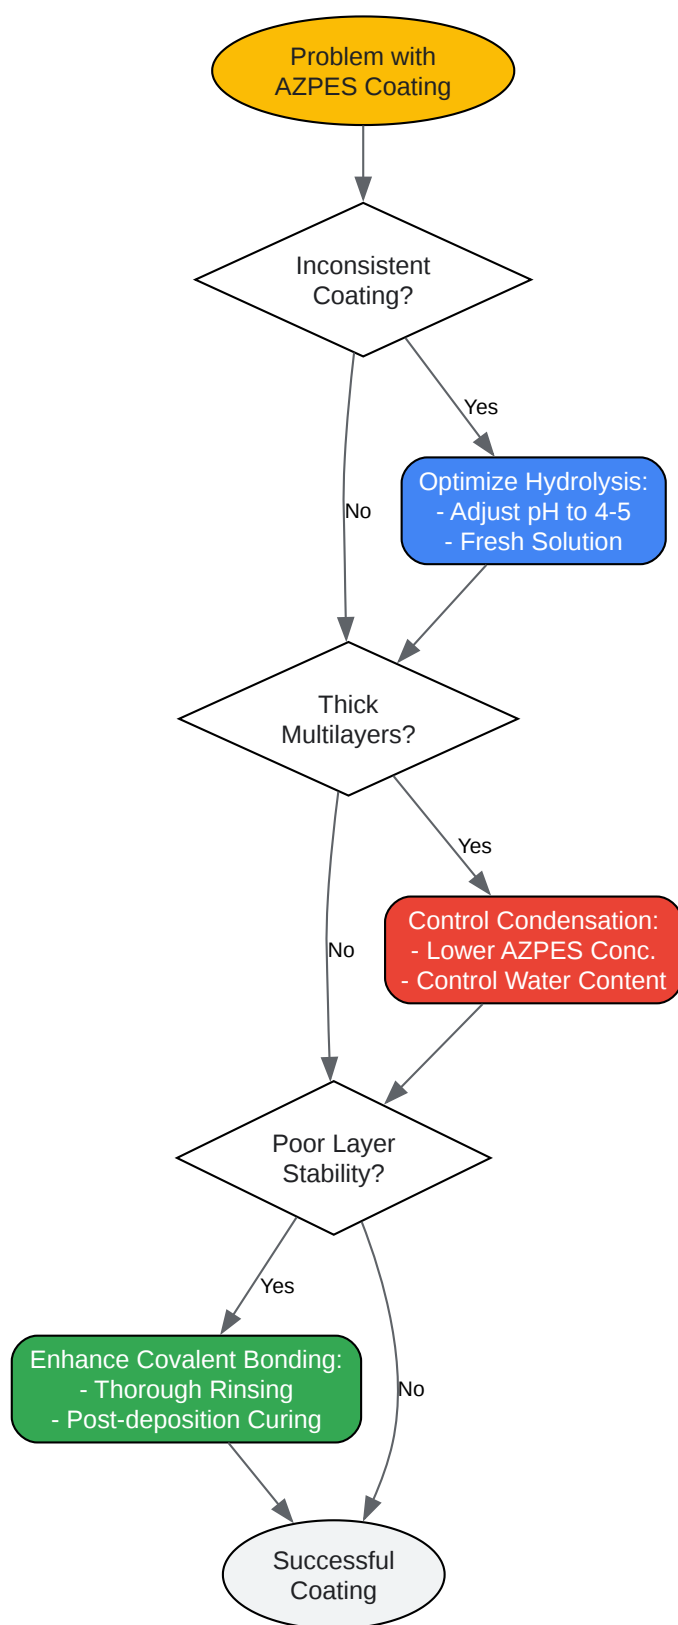 Problem with
AZPES Coating
Inconsistent
Coating?
Yes
Optimize Hydrolysis:
- Adjust pH to 4-5
- Fresh Solution
No
Thick
Multilayers?
Yes
Control Condensation:
- Lower AZPES Conc.
- Control Water Content
No
Poor Layer
Stability?
Yes
Enhance Covalent Bonding:
- Thorough Rinsing
- Post-deposition Curing
No
Successful
Coating